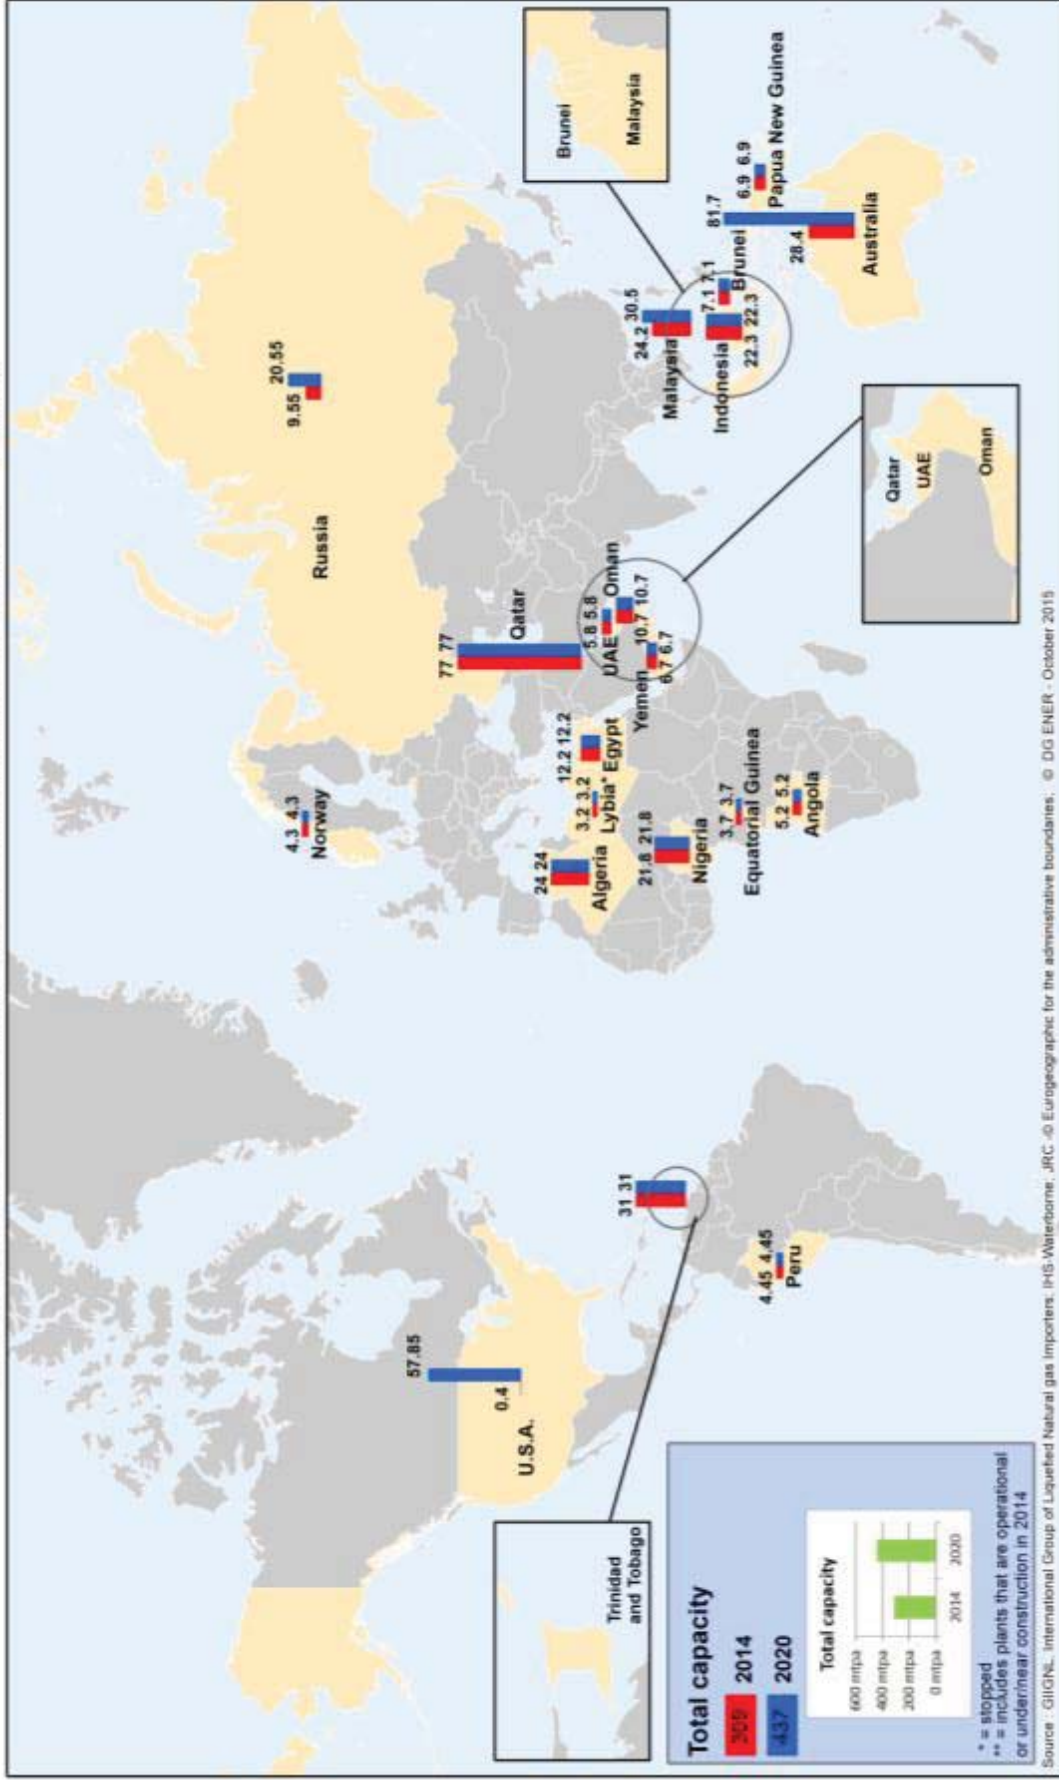 U.S.A.
0.4
57.85
Trinidad
and Tobago
31 31
4.45 4.45
Peru
4.3 4.3
Norway
24 24
Algeria
3.2 3.2
Lybia*
12.2 12.2
Egypt
21.8 21.8
Nigeria
3.7 3.7
Equatorial Guinea
5.2 5.2
Angola
Russia
9.55
20.55
77 77
Qatar
5.8 5.8
UAE
Oman
10.7 10.7
Yemen
6.7 6.7
Qatar
UAE
Oman
24.2 30.5
Malaysia
Indonesia
22.3 22.3
7.1 7.1
Brunei
Brunei
Malaysia
28.4
81.7
Australia
6.9 6.9
Papua New Guinea
Total capacity
309 2014
437 2020
Total capacity
600 mtpa
400 mtpa
200 mtpa
0 mtpa
2014 2020
* = stopped
** = includes plants that are operational
or under/near construction in 2014
Source : GIIGNL. International Group of Liquefied Natural gas importers: IHS-Waterborne, JRC -© Eurogeographic for the administrative boundaries, © DG ENER - October 2015